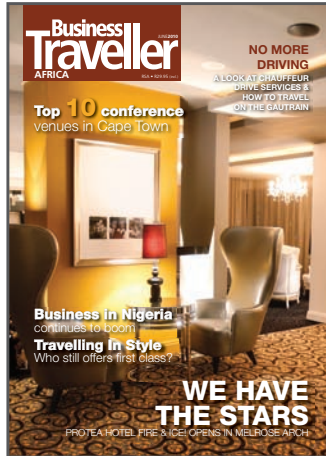 Business
JUNE2010
Traveller
AFRICA
NO MORE
DRIVING
A LOOK AT CHAUFFEUR
DRIVE SERVICES &
HOW TO TRAVEL
ON THE GAUTRAIN
Top 10 conference
venues in Cape Town
Business in Nigeria
continues to boom
Travelling In Style
Who still offers first class?
WE HAVE
THE STARS
PROTEA HOTEL FIRE & ICE! OPENS IN MELROSE ARCH